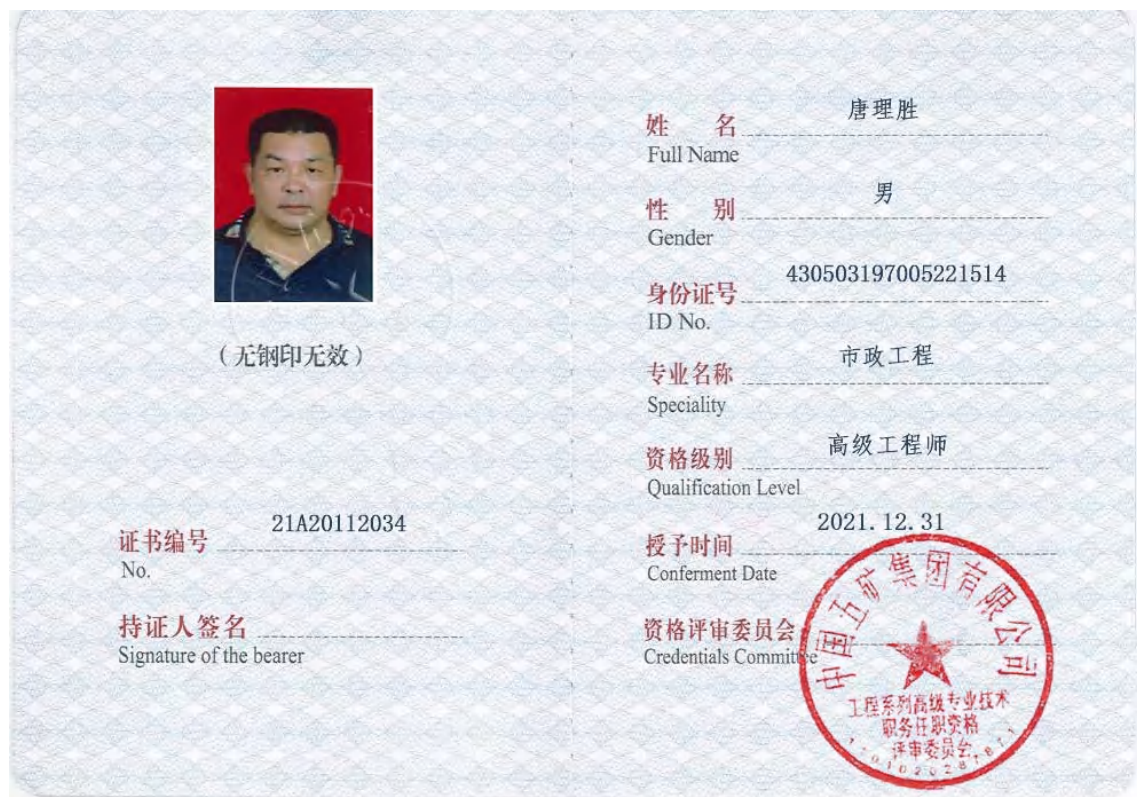 (无钢印无效)
证书编号 21A20112034
No.
持证人签名
Signature of the bearer
姓 名 唐理胜
Full Name
性 别 男
Gender
身份证号 430503197005221514
ID No.
专业名称 市政工程
Speciality
资格级别 高级工程师
Qualification Level
授予时间 2021.12.31
Conferment Date
资格评审委员会
Credentials Committee
中国五矿集团有限公司
工程系列高级专业技术
职务任职资格
评审委员会